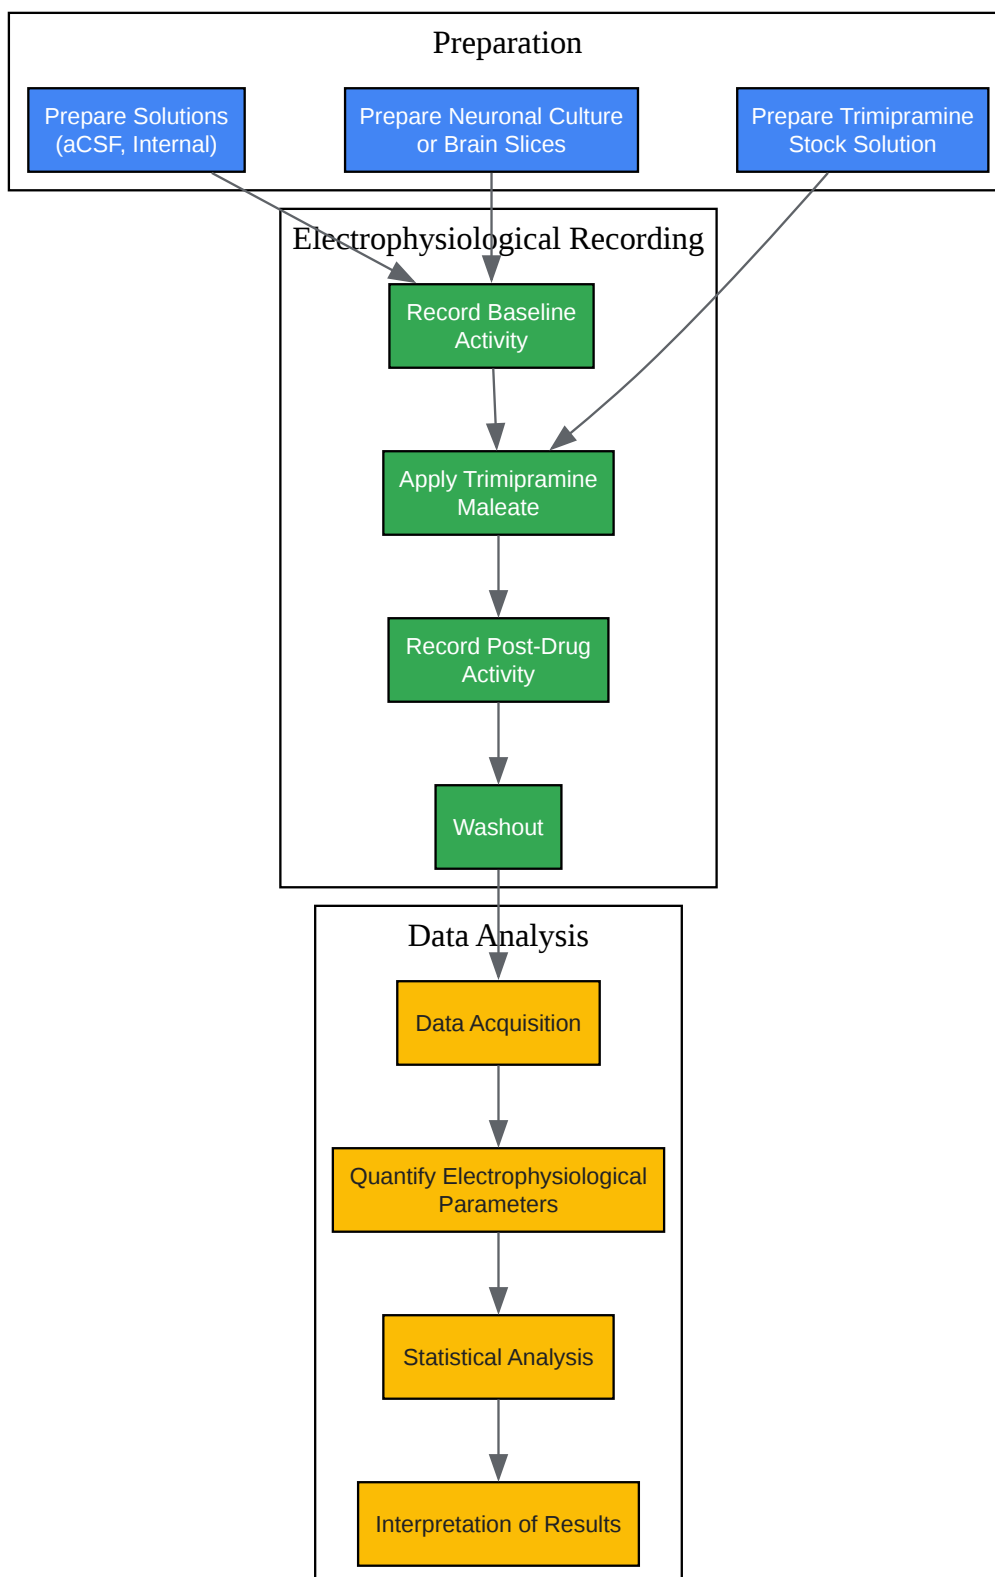 Preparation
Prepare Solutions
(aCSF, Internal)
Prepare Neuronal Culture
or Brain Slices
Prepare Trimipramine
Stock Solution
Electrophysiological Recording
Record Baseline
Activity
Apply Trimipramine
Maleate
Record Post-Drug
Activity
Washout
Data Analysis
Data Acquisition
Quantify Electrophysiological
Parameters
Statistical Analysis
Interpretation of Results